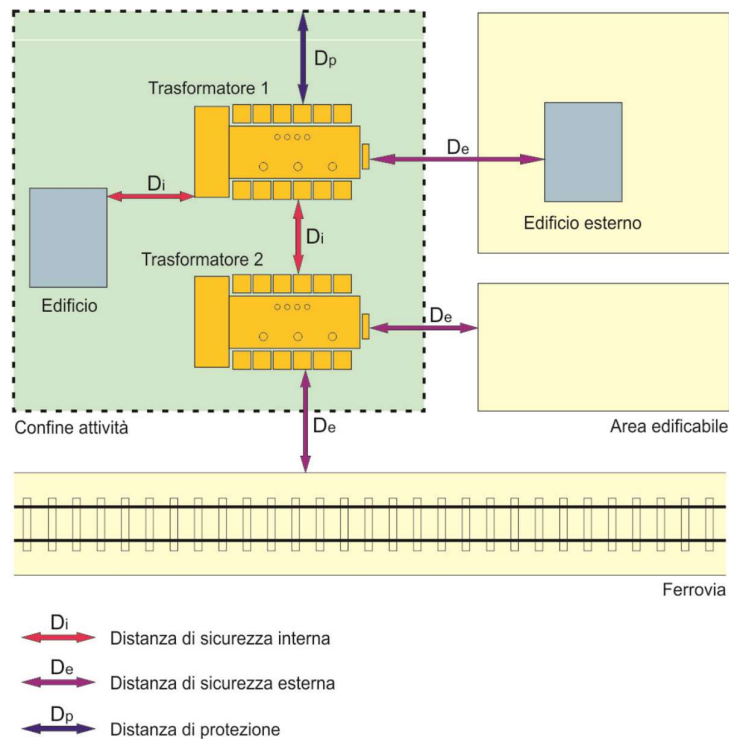 Dp
Trasformatore 1
De
Di
Edificio esterno
Di
Trasformatore 2
Edificio
De
Confine attività
De
Area edificabile
Ferrovia
Di
Distanza di sicurezza interna
De
Distanza di sicurezza esterna
Dp
Distanza di protezione